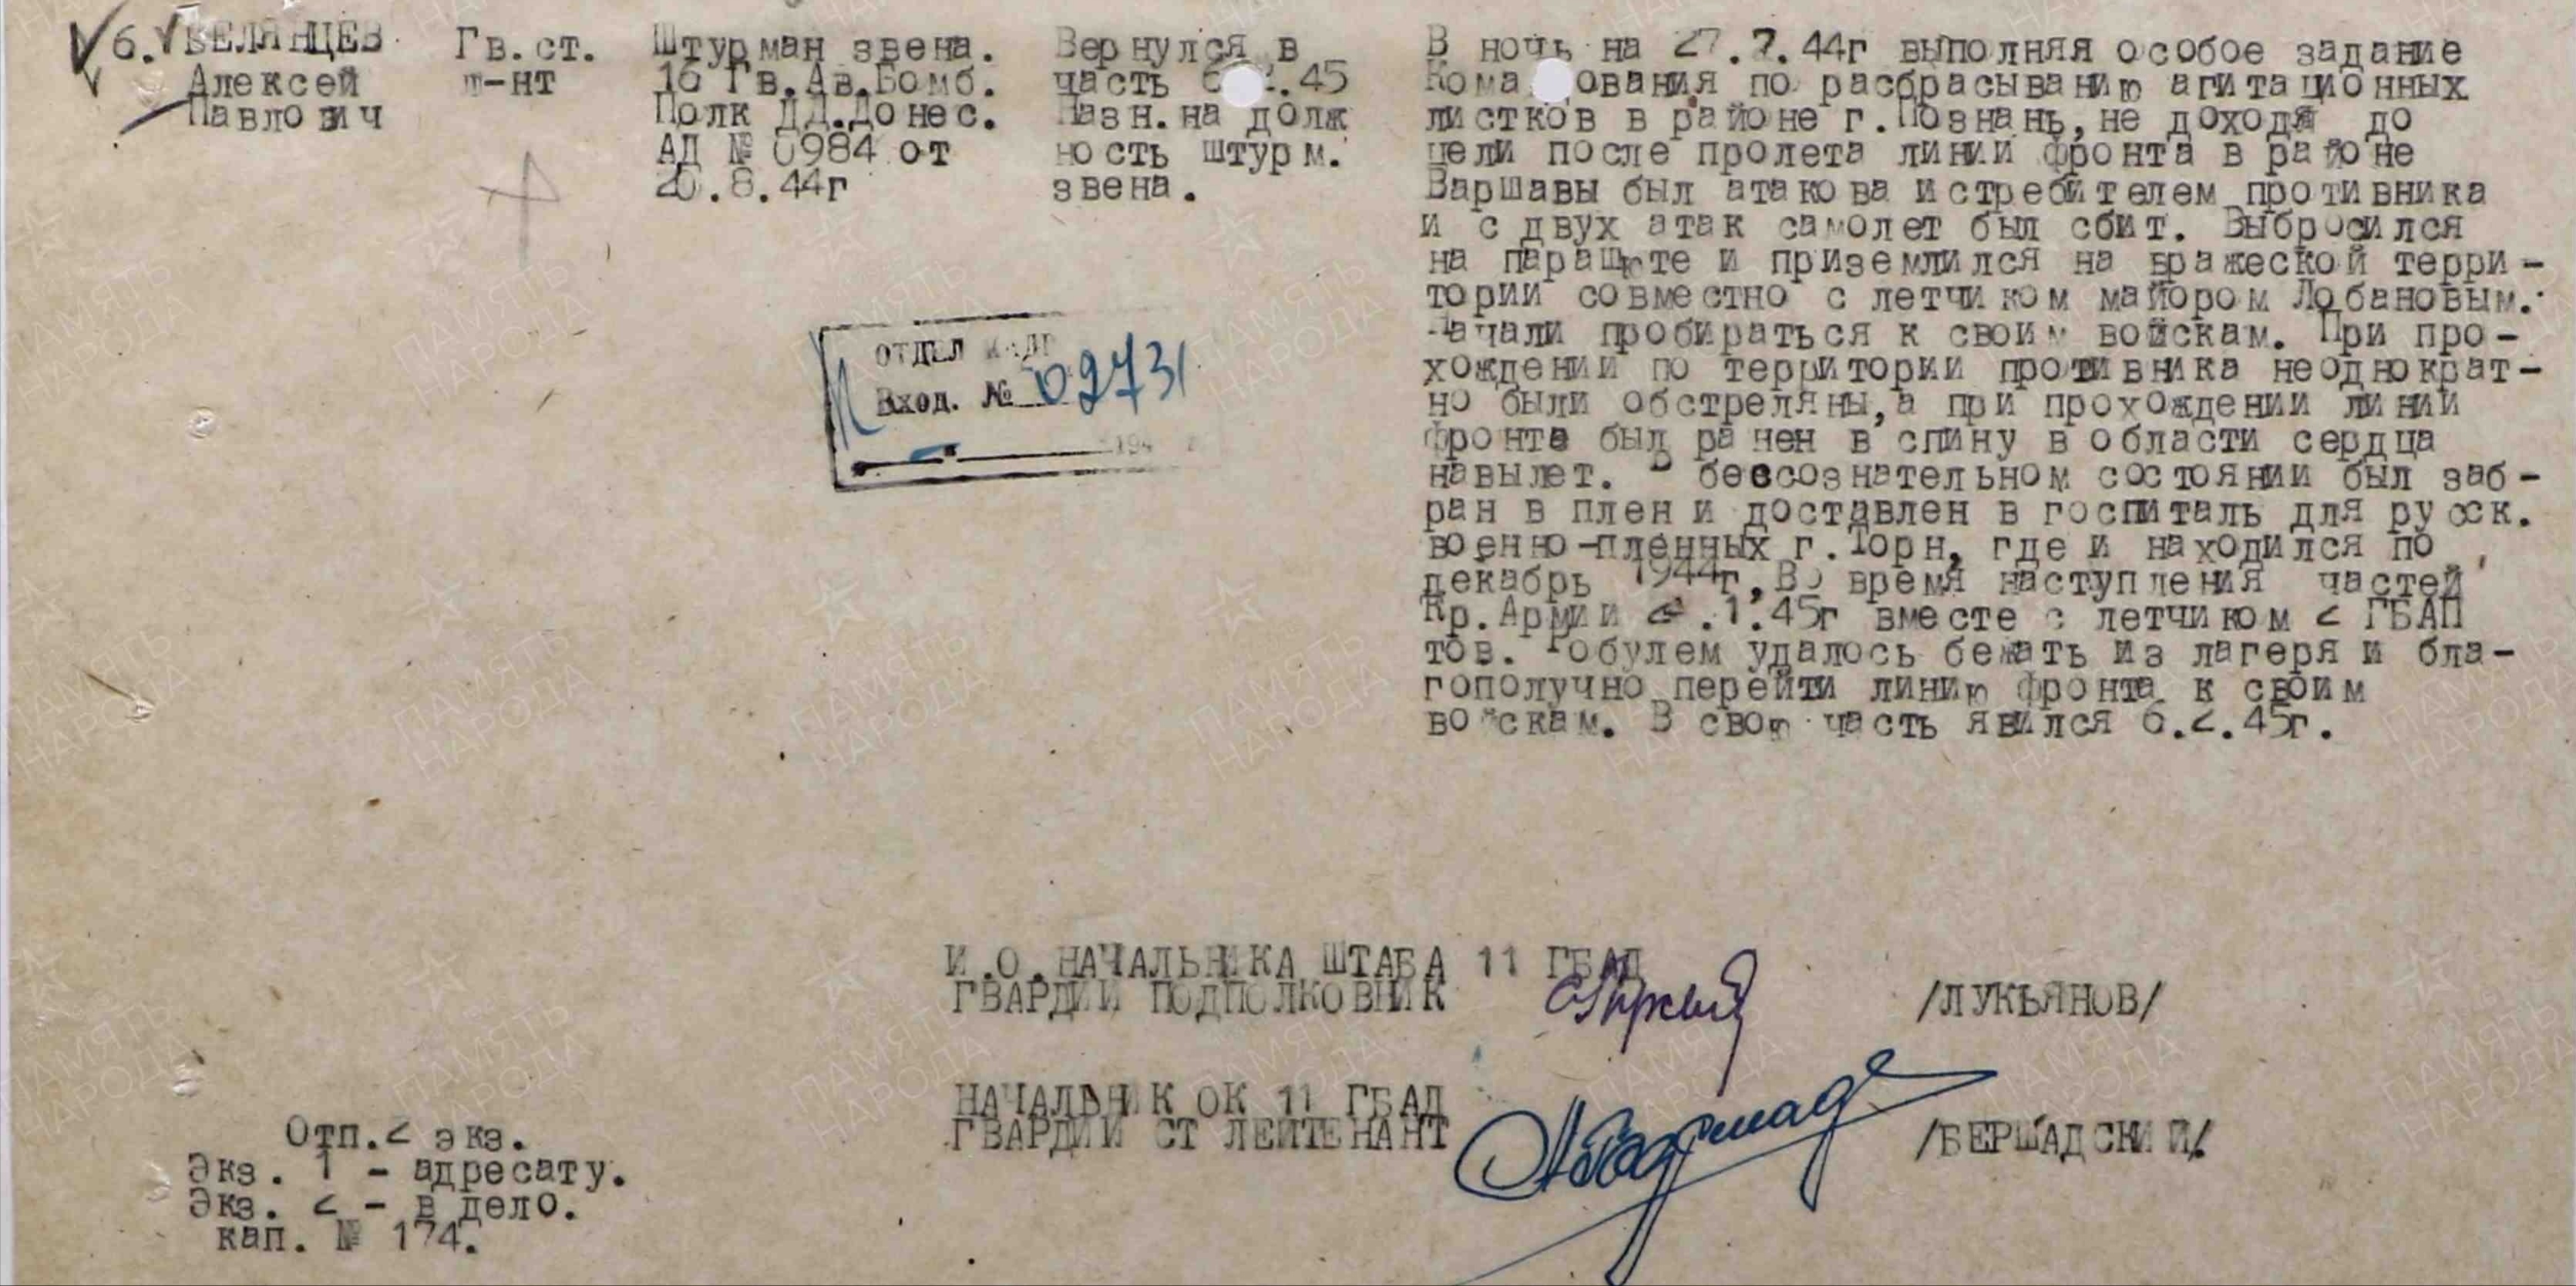 6. БЕЛЯНЦЕВ
Алексей
Павлович
Гв.ст.
л-нт
Штурман звена.
16 Гв.Ав.Бомб.
Полк ДД.Донес.
АД № 0984 от
20.8.44г
Вернулся в
часть 6 .45
Назн.на долж
ность штурм.
звена.
В ночь на 27.7.44г выполняя особое задание
Кома ования по расбрасыванию агитационных
листков в районе г.Познань,не доходя до
цели после пролета линии фронта в районе
Варшавы был атакова истребителем противника
и с двух атак самолет был сбит. Выбросился
на парашюте и приземлился на вражеской терри-
тории совместно с летчиком майором Лобановым.
Начали пробираться к своим войскам. При про-
хождении по территории противника неоднократ-
но были обстреляны,а при прохождении линии
фронта был ранен в спину в области сердца
навылет. В бессознательном состоянии был заб-
ран в плен и доставлен в госпиталь для русск.
военно-пленных г.Торн, где и находился по
декабрь 1944г.Во время наступления частей
Кр.Армии .1.45г вместе с летчиком 2 ГБАП
тов. Робулем удалось бежать из лагеря и бла-
гополучно перейти линию фронта к своим
войскам. В свою часть явился 6.2.45г.
ОТДЕЛ КАДР
Вход. № 02731
194
И.О.НАЧАЛЬНИКА ШТАБА 11 ГБАД
ГВАРДИИ ПОДПОЛКОВНИК /ЛУКЬЯНОВ/
НАЧАЛЬНИК ОК 11 ГБАД
ГВАРДИИ СТ ЛЕЙТЕНАНТ /БЕРШАДСКИЙ/
Отп.2 экз.
Экз. 1 - адресату.
Экз. 2 - в дело.
кап. № 174.
ПАМЯТЬ
НАРОДА